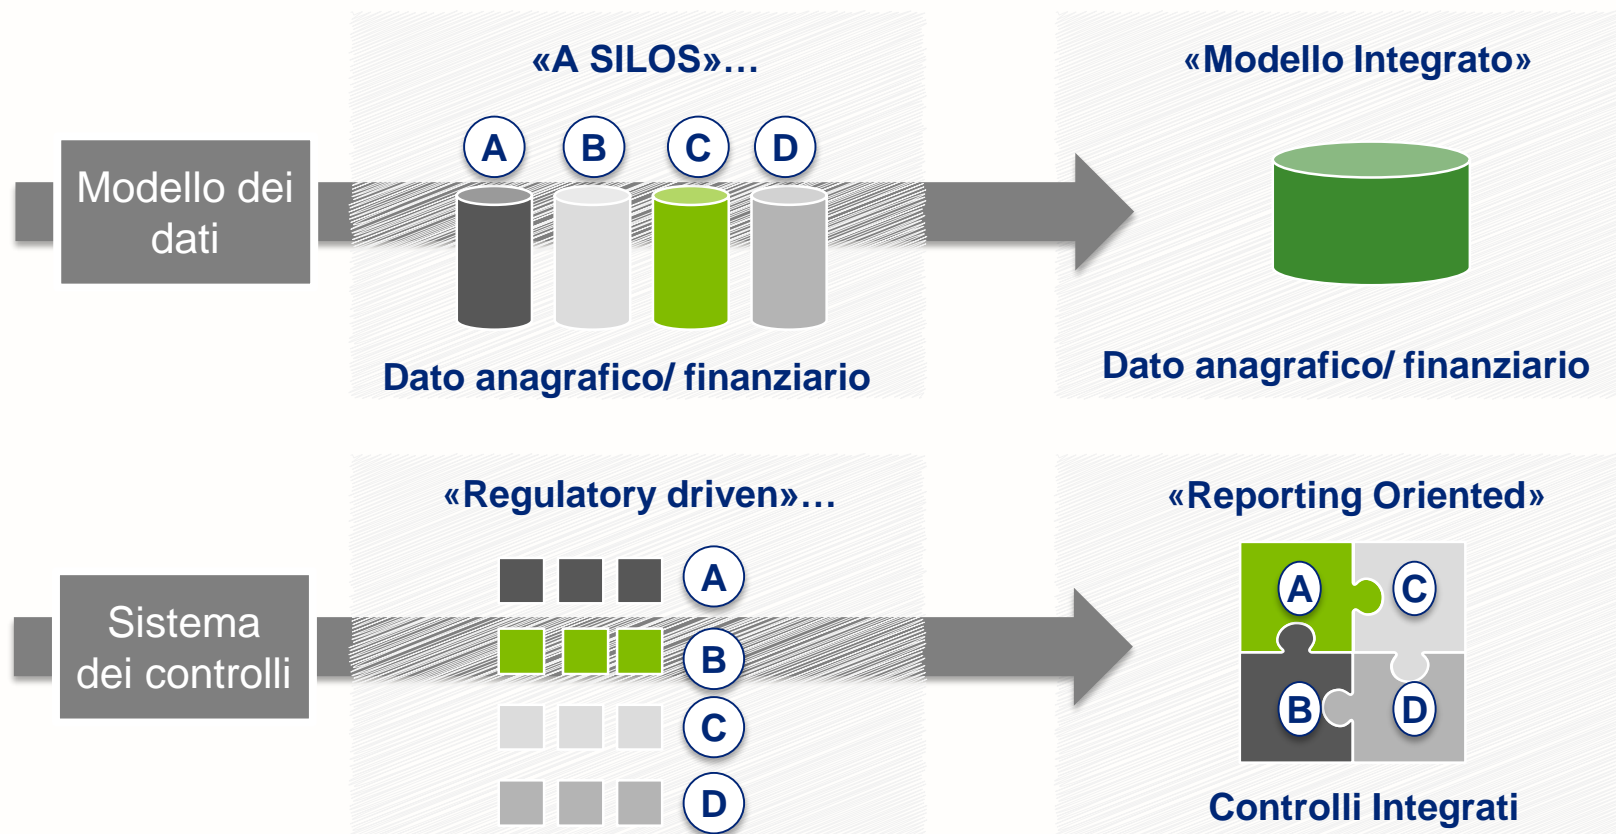 «A SILOS»…
«Modello Integrato»
A B C D
Modello dei
dati
Dato anagrafico/ finanziario
Dato anagrafico/ finanziario
«Regulatory driven»…
«Reporting Oriented»
Sistema
dei controlli
A
B
C
D
A C
B D
Controlli Integrati